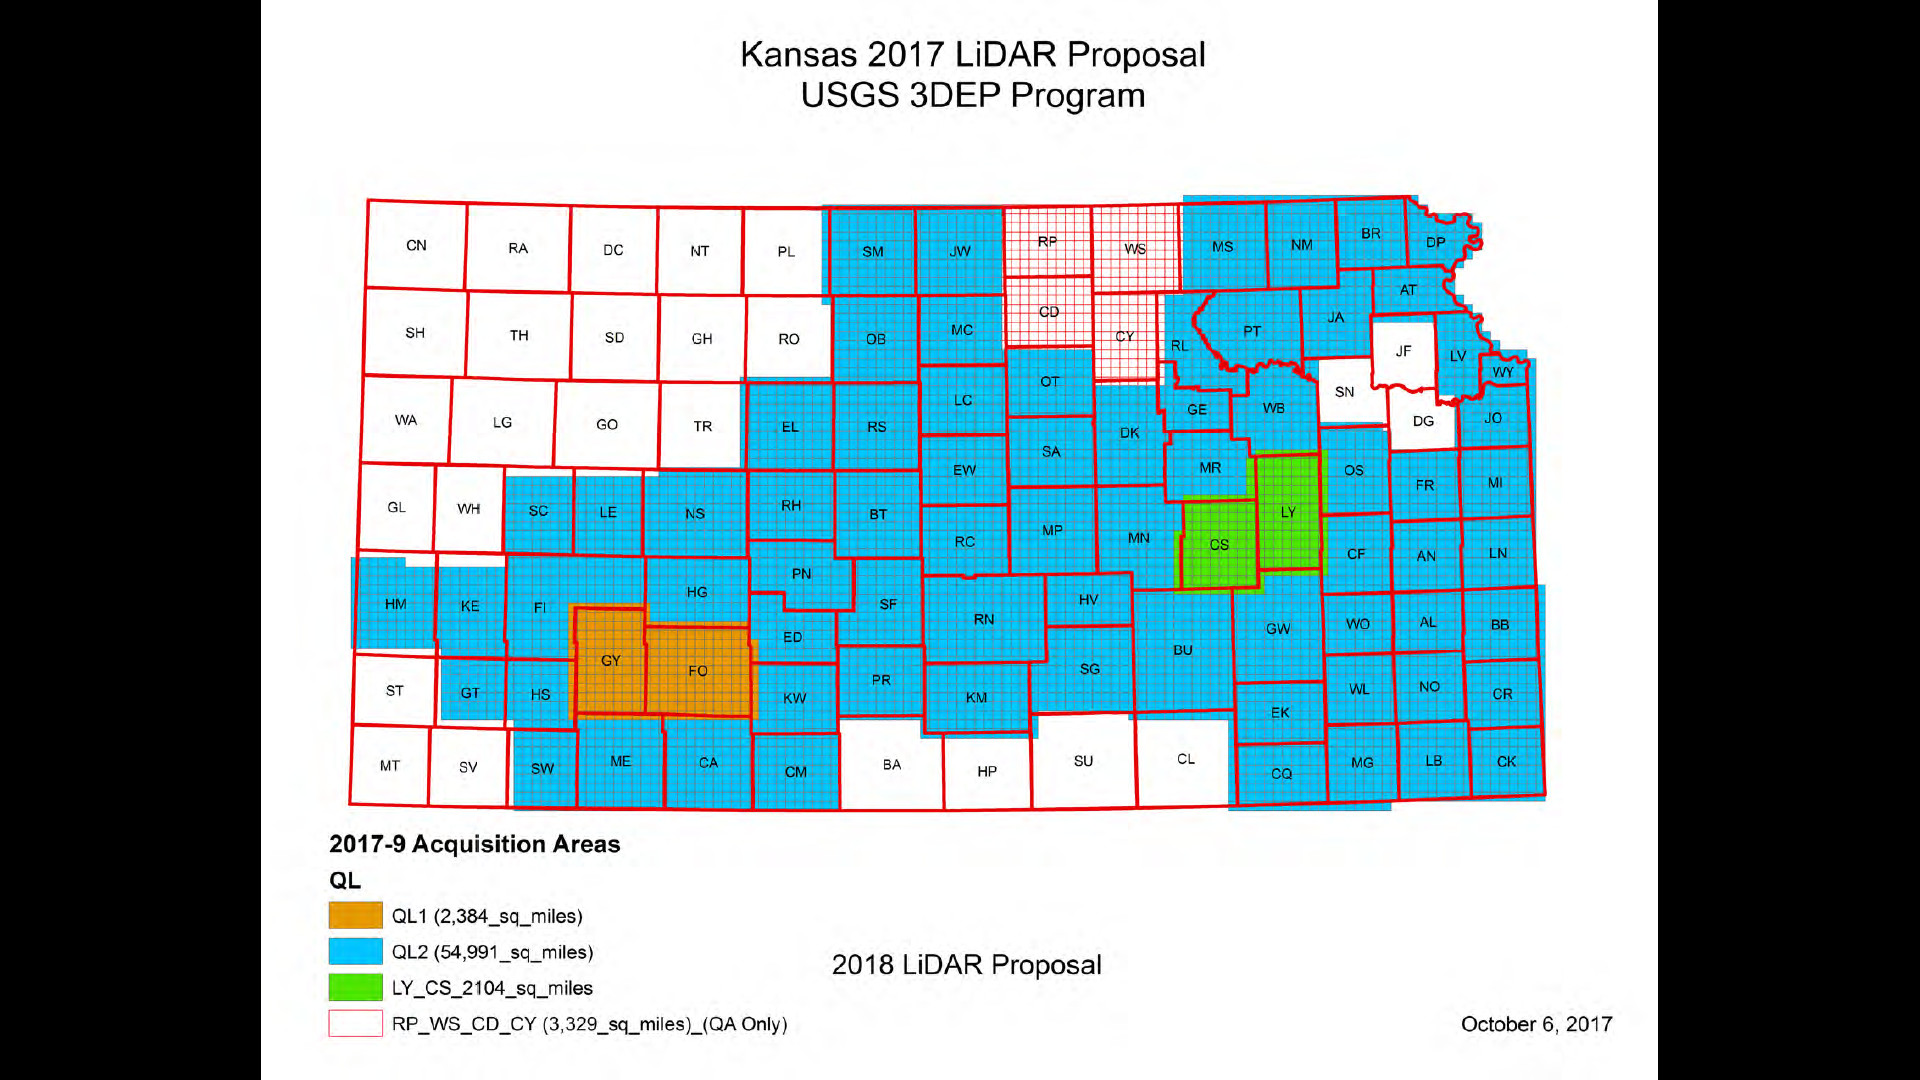 Kansas 2017 LiDAR Proposal
USGS 3DEP Program
CN RA DC NT PL SM JW RP WS MS NM BR DP
SH TH SD GH RO OB MC CD CY RL PT JA AT JF LV WY
WA LG GO TR EL RS LC OT DK GE WB SN DG JO
GL WH SC LE NS RH BT EW SA MR OS FR MI
RC MP MN CS LY CF AN LN
HM KE FI HG PN SF RN HV GW WO AL BB
GY FO ED BU
ST GT HS KW PR KM SG EK WL NO CR
MT SV SW ME CA CM BA HP SU CL CQ MG LB CK
2017-9 Acquisition Areas
QL
QL1 (2,384_sq_miles)
QL2 (54,991_sq_miles)
LY_CS_2104_sq_miles
RP_WS_CD_CY (3,329_sq_miles)_(QA Only)
2018 LiDAR Proposal
October 6, 2017